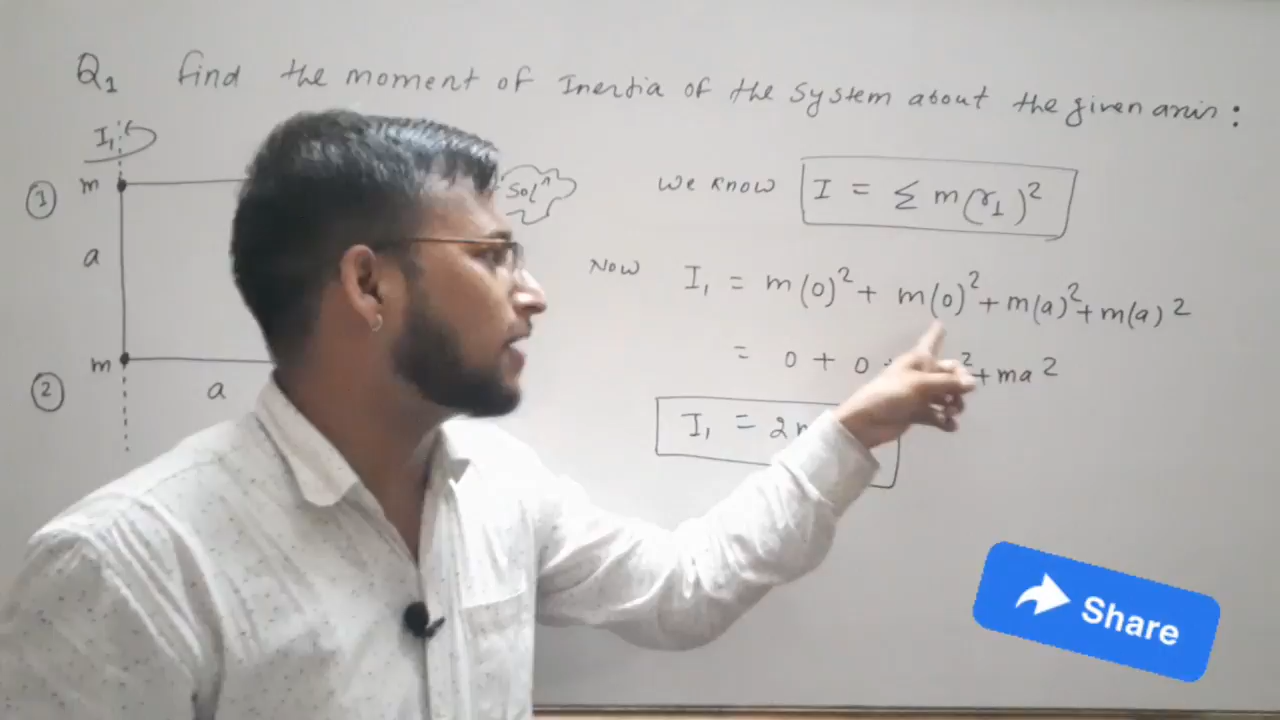 Q1 find the moment of Inertia of the system about the given axis :
I1
m
①
a
m
②
a
Solⁿ
We know I = Σ m(r⊥)²
Now I1 = m(0)² + m(0)² + m(a)² + m(a)²
= 0 + 0 + ² + ma²
I1 = 2
Share